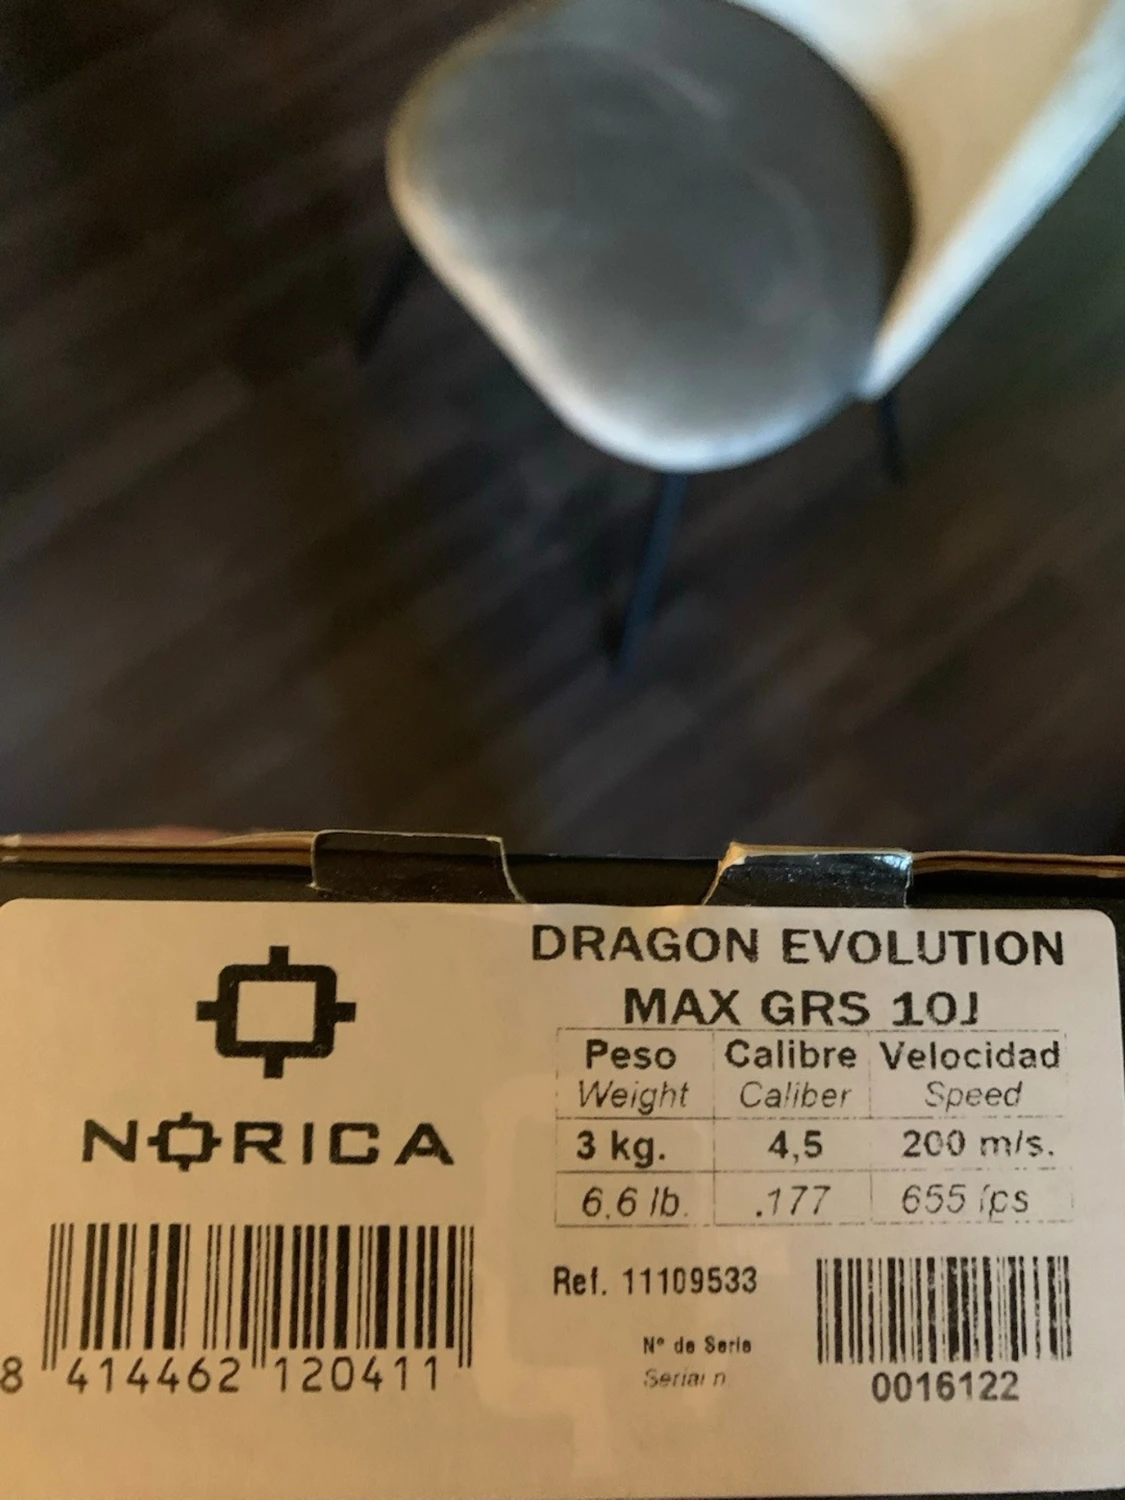 NORICA
DRAGON EVOLUTION
MAX GRS 10J
Peso Calibre Velocidad
Weight Caliber Speed
3 kg. 4,5 200 m/s.
6.6 lb. .177 655 fps
Ref. 11109533
Nº de Serie
Serial n
0016122
8 414462 120411